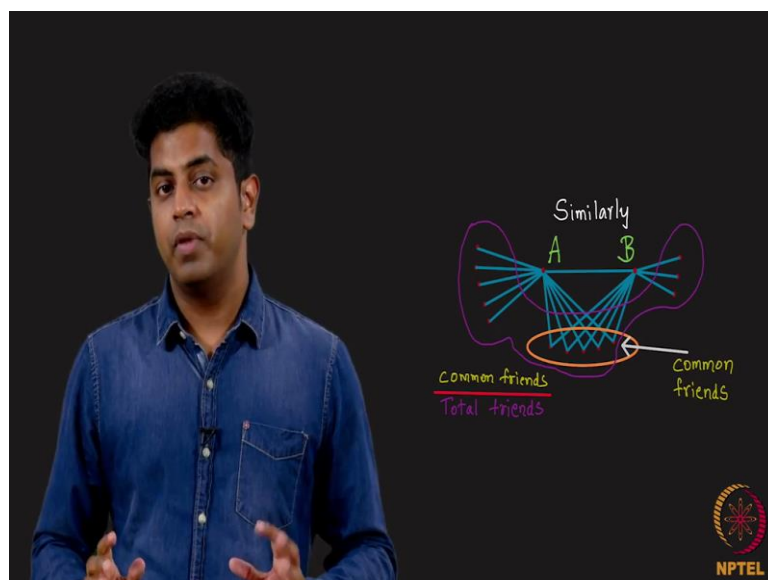 Similarly
A B
common friends
Total friends
common
friends
NPTEL